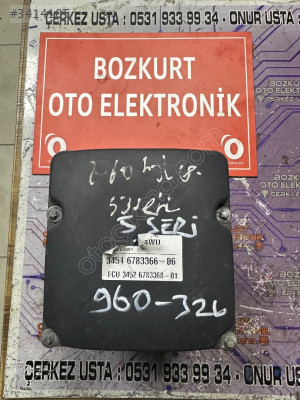 ÇERKEZ USTA : 0531 933 99 34 - ONUR USTA
BOZKURT
OTO ELEKTRONİK
5 SERİ
4WD
3451 6783366-06
ECU 3452 6783368-01
960-326
ÇERKEZ USTA : 0531 933 99 34 - ONUR USTA :